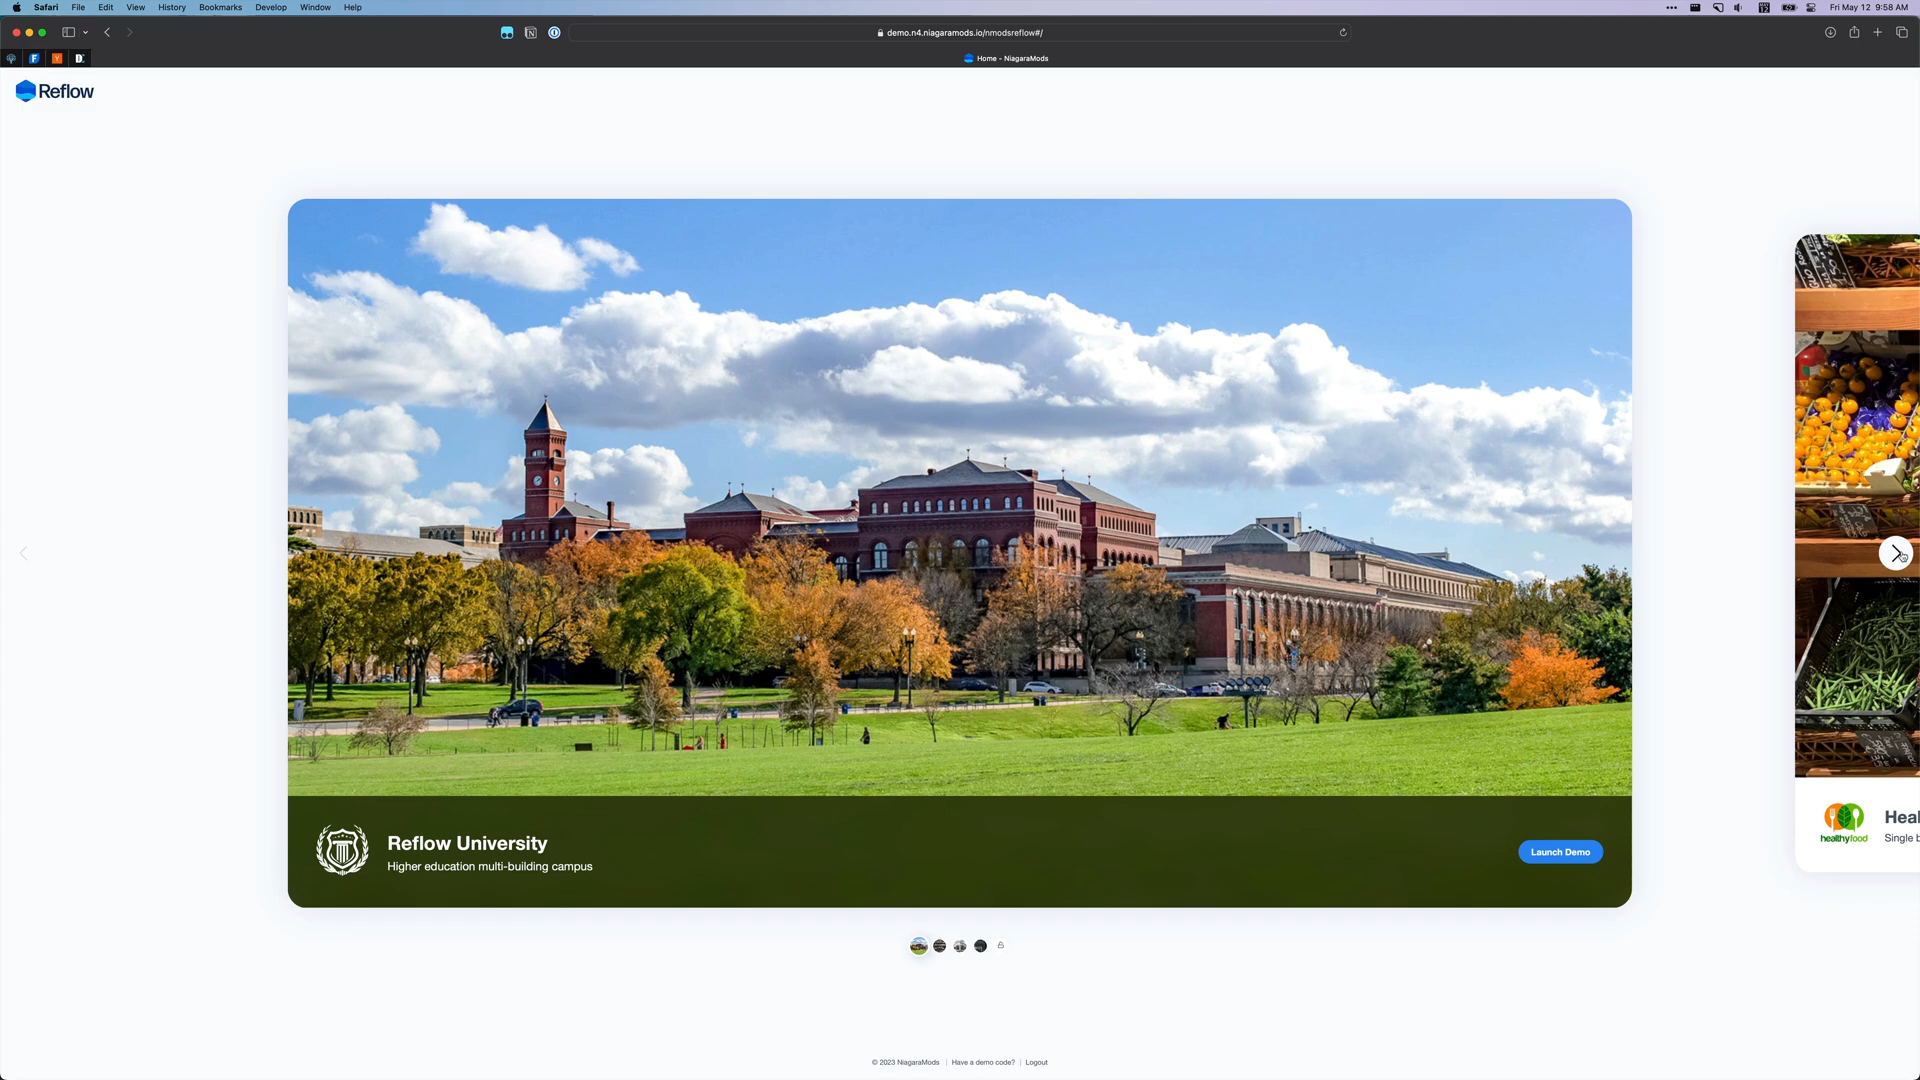 Safari File Edit View History Bookmarks Develop Window Help
Fri May 12 9:58 AM
demo.n4.niagaramods.io/nmodsreflow#/
Home - NiagaraMods
Reflow
Reflow University
Higher education multi-building campus
Launch Demo
healthyfood
Heal
Single b
© 2023 NiagaraMods | Have a demo code? | Logout